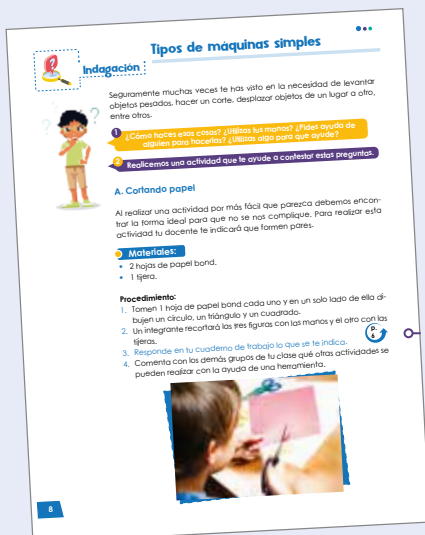 Tipos de máquinas simples
Indagación
Seguramente muchas veces te has visto en la necesidad de levantar
objetos pesados, hacer un corte, desplazar objetos de un lugar a otro,
entre otros.
1 ¿Cómo haces esas cosas? ¿Utilizas tus manos? ¿Pides ayuda de
alguien para hacerlas? ¿Utilizas algo para que ayude?
2 Realicemos una actividad que te ayude a contestar estas preguntas.
A. Cortando papel
Al realizar una actividad por más fácil que parezca debemos encon-
trar la forma ideal para que no se nos complique. Para realizar esta
actividad tu docente te indicará que formen pares.
Materiales:
• 2 hojas de papel bond.
• 1 tijera.
Procedimiento:
1. Tomen 1 hoja de papel bond cada uno y en un solo lado de ella di-
bujen un círculo, un triángulo y un cuadrado.
2. Un integrante recortará las tres figuras con las manos y el otro con las
tijeras.
3. Responde en tu cuaderno de trabajo lo que se te indica.
p.
6
4. Comenta con los demás grupos de tu clase qué otras actividades se
pueden realizar con la ayuda de una herramienta.
8